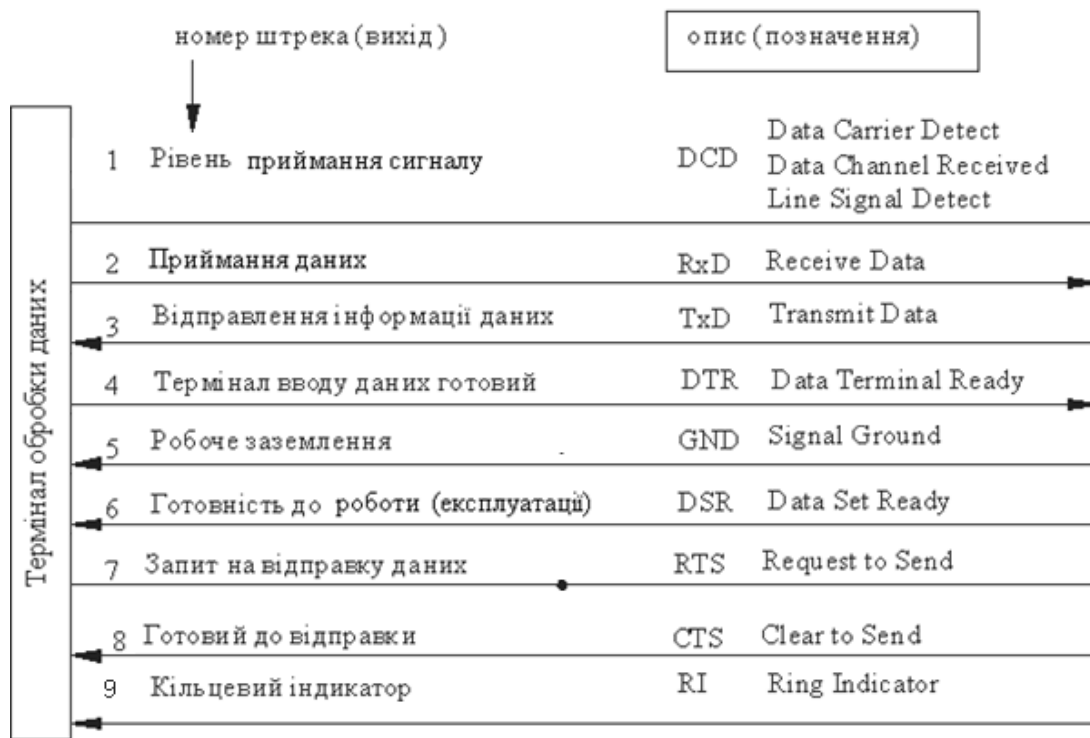 номер штрека (вихід)
опис (позначення)
Термінал обробки даних
1 Рівень приймання сигналу DCD Data Carrier Detect
Data Channel Received
Line Signal Detect
2 Приймання даних RxD Receive Data
3 Відправлення інформації даних TxD Transmit Data
4 Термінал вводу даних готовий DTR Data Terminal Ready
5 Робоче заземлення GND Signal Ground
6 Готовність до роботи (експлуатації) DSR Data Set Ready
7 Запит на відправку даних RTS Request to Send
8 Готовий до відправки CTS Clear to Send
9 Кільцевий індикатор RI Ring Indicator